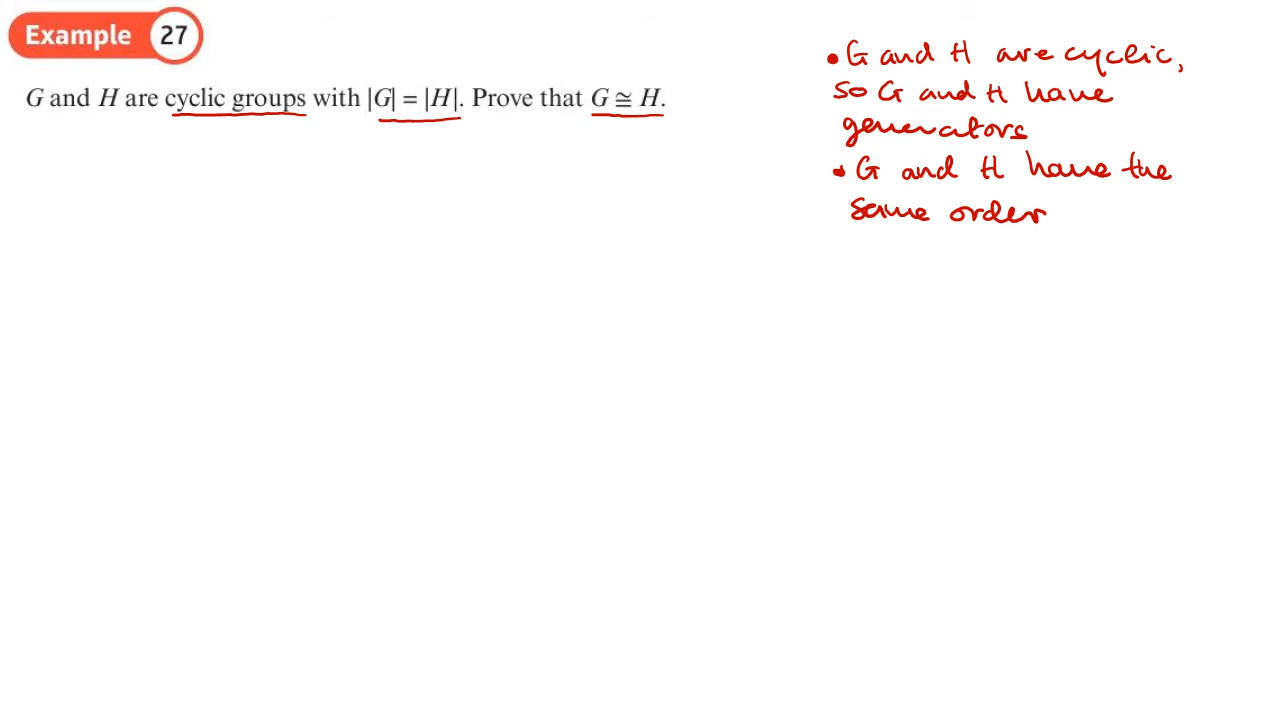 Example 27
G and H are cyclic groups with |G| = |H|. Prove that G ≅ H.
• G and H are cyclic,
so G and H have
generators
• G and H have the
same order